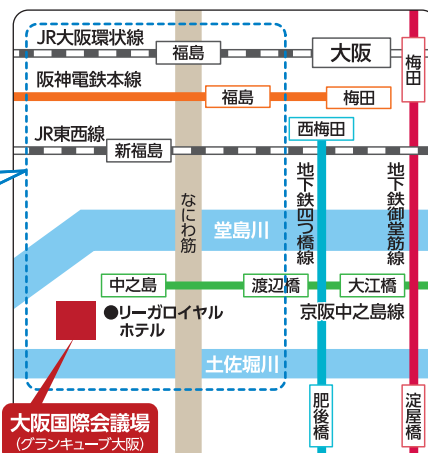 JR大阪環状線
福島
大阪
梅田
阪神電鉄本線
福島
梅田
西梅田
JR東西線
新福島
なにわ筋
地下鉄四つ橋線
地下鉄御堂筋線
堂島川
中之島
渡辺橋
大江橋
●リーガロイヤル
ホテル
京阪中之島線
土佐堀川
肥後橋
淀屋橋
大阪国際会議場
(グランキューブ大阪)